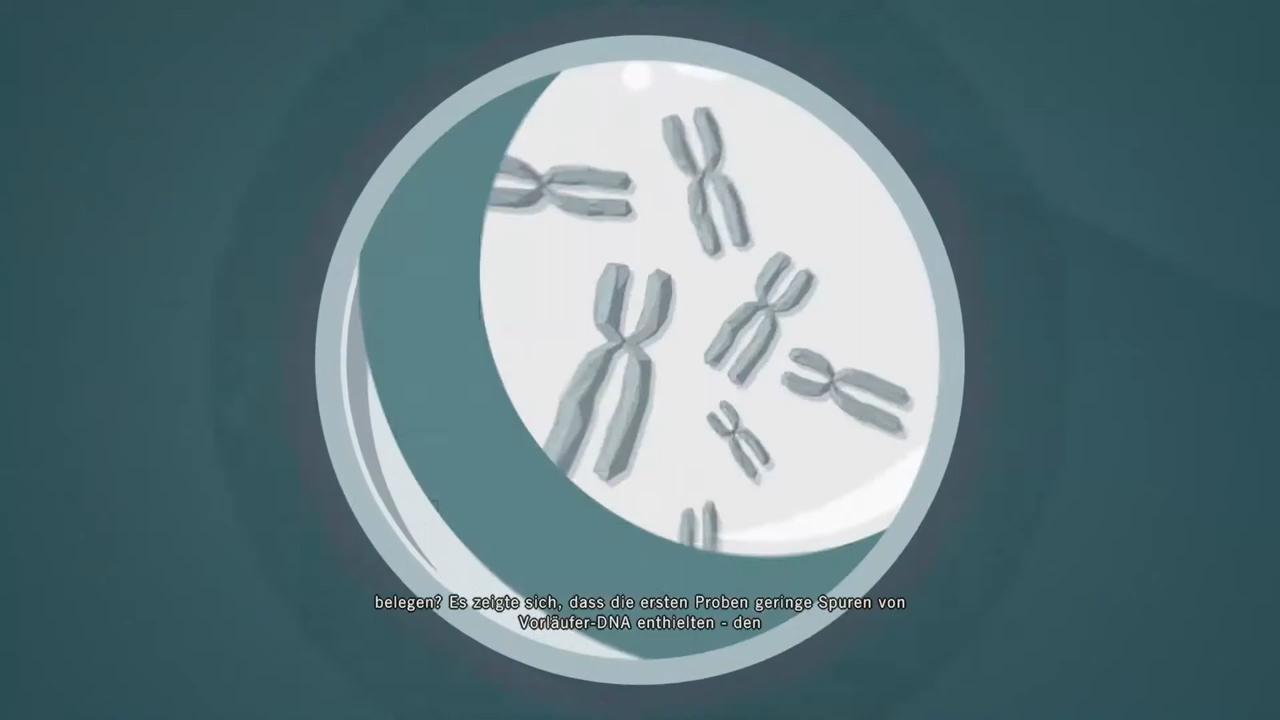 belegen? Es zeigte sich, dass die ersten Proben geringe Spuren von
Vorläufer-DNA enthielten - den